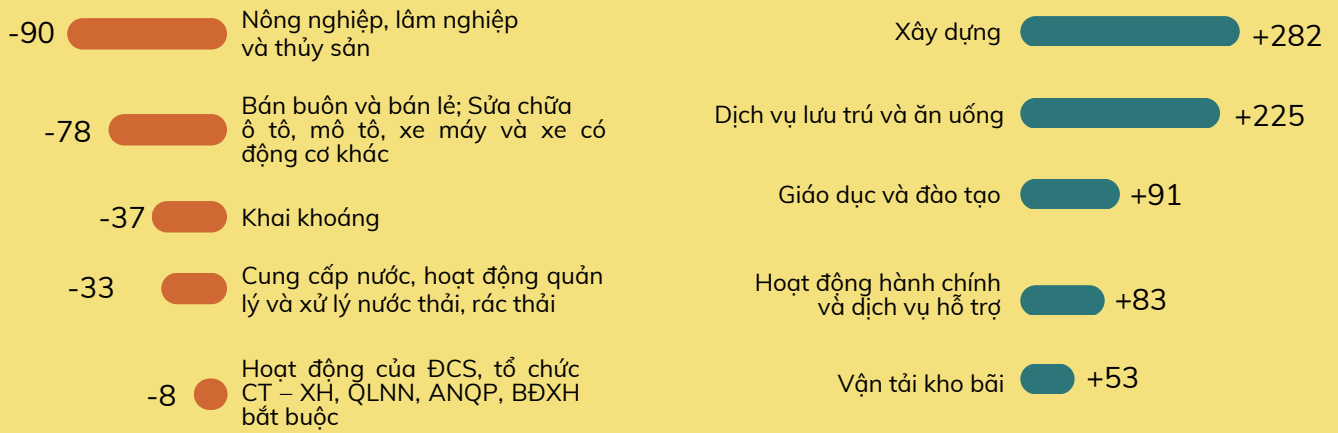 -90
Nông nghiệp, lâm nghiệp
và thủy sản
-78
Bán buôn và bán lẻ; Sửa chữa
ô tô, mô tô, xe máy và xe có
động cơ khác
-37
Khai khoáng
-33
Cung cấp nước, hoạt động quản
lý và xử lý nước thải, rác thải
-8
Hoạt động của ĐCS, tổ chức
CT – XH, QLNN, ANQP, BĐXH
bắt buộc
Xây dựng
+282
Dịch vụ lưu trú và ăn uống
+225
Giáo dục và đào tạo
+91
Hoạt động hành chính
và dịch vụ hỗ trợ
+83
Vận tải kho bãi
+53